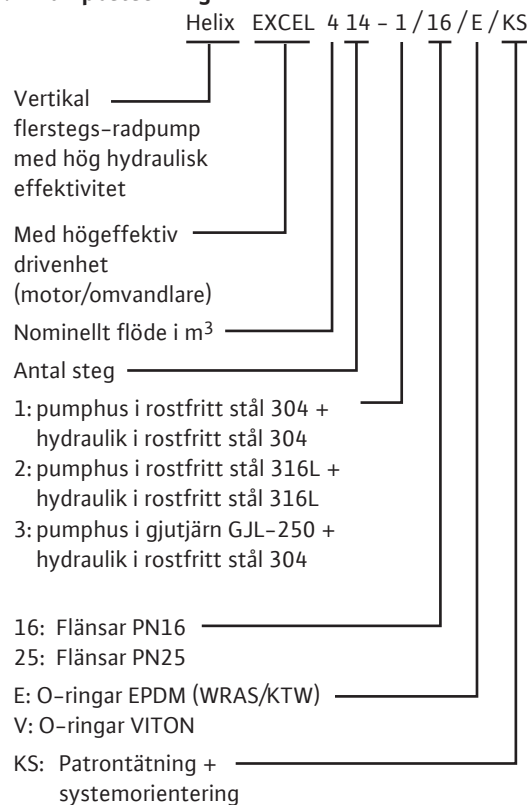 Helix EXCEL 4 14 - 1 / 16 / E / KS
Vertikal
flerstegs-radpump
med hög hydraulisk
effektivitet
Med högeffektiv
drivenhet
(motor/omvandlare)
Nominellt flöde i m³
Antal steg
1: pumphus i rostfritt stål 304 +
hydraulik i rostfritt stål 304
2: pumphus i rostfritt stål 316L +
hydraulik i rostfritt stål 316L
3: pumphus i gjutjärn GJL-250 +
hydraulik i rostfritt stål 304
16: Flänsar PN16
25: Flänsar PN25
E: O-ringar EPDM (WRAS/KTW)
V: O-ringar VITON
KS: Patrontätning +
systemorientering